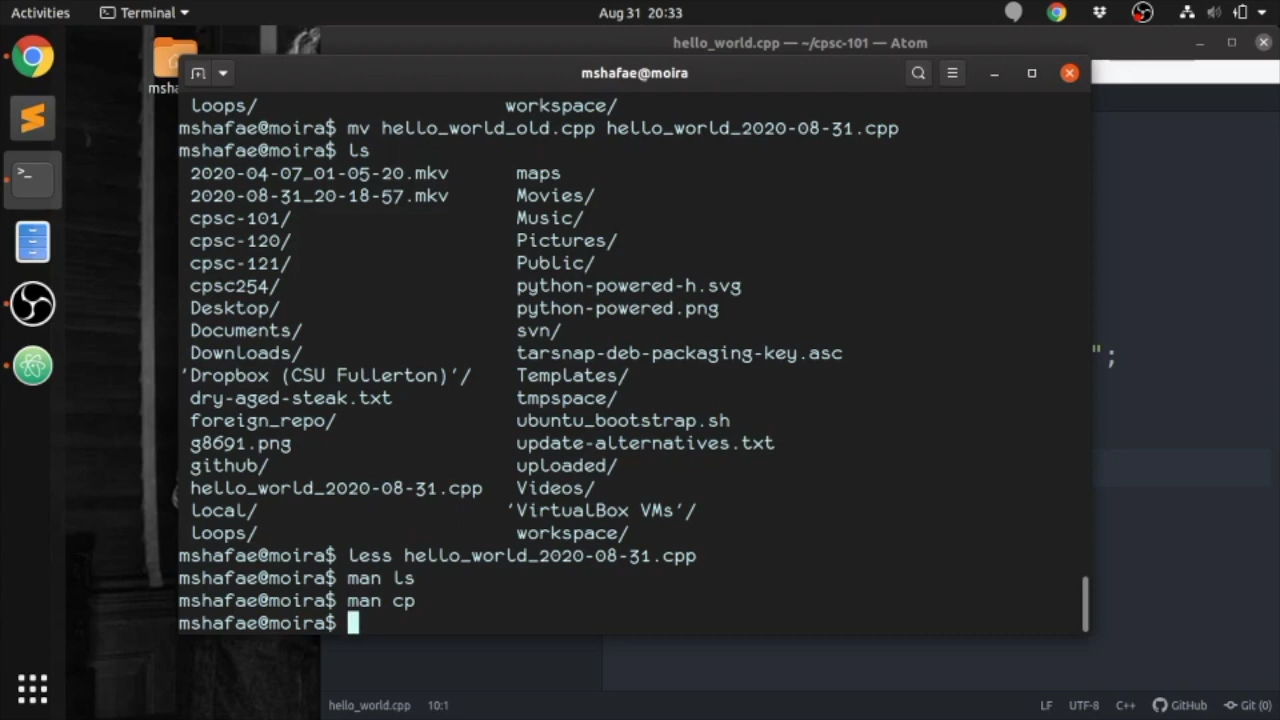 Activities Terminal Aug 31 20:33
hello_world.cpp — ~/cpsc-101 — Atom
mshafae@moira
Loops/ workspace/
mshafae@moira$ mv hello_world_old.cpp hello_world_2020-08-31.cpp
mshafae@moira$ ls
2020-04-07_01-05-20.mkv maps
2020-08-31_20-18-57.mkv Movies/
cpsc-101/ Music/
cpsc-120/ Pictures/
cpsc-121/ Public/
cpsc254/ python-powered-h.svg
Desktop/ python-powered.png
Documents/ svn/
Downloads/ tarsnap-deb-packaging-key.asc
'Dropbox (CSU Fullerton)'/ Templates/
dry-aged-steak.txt tmpspace/
foreign_repo/ ubuntu_bootstrap.sh
g8691.png update-alternatives.txt
github/ uploaded/
hello_world_2020-08-31.cpp Videos/
Local/ 'VirtualBox VMs'/
Loops/ workspace/
mshafae@moira$ less hello_world_2020-08-31.cpp
mshafae@moira$ man ls
mshafae@moira$ man cp
mshafae@moira$
";
hello_world.cpp 10:1 LF UTF-8 C++ GitHub Git (0)